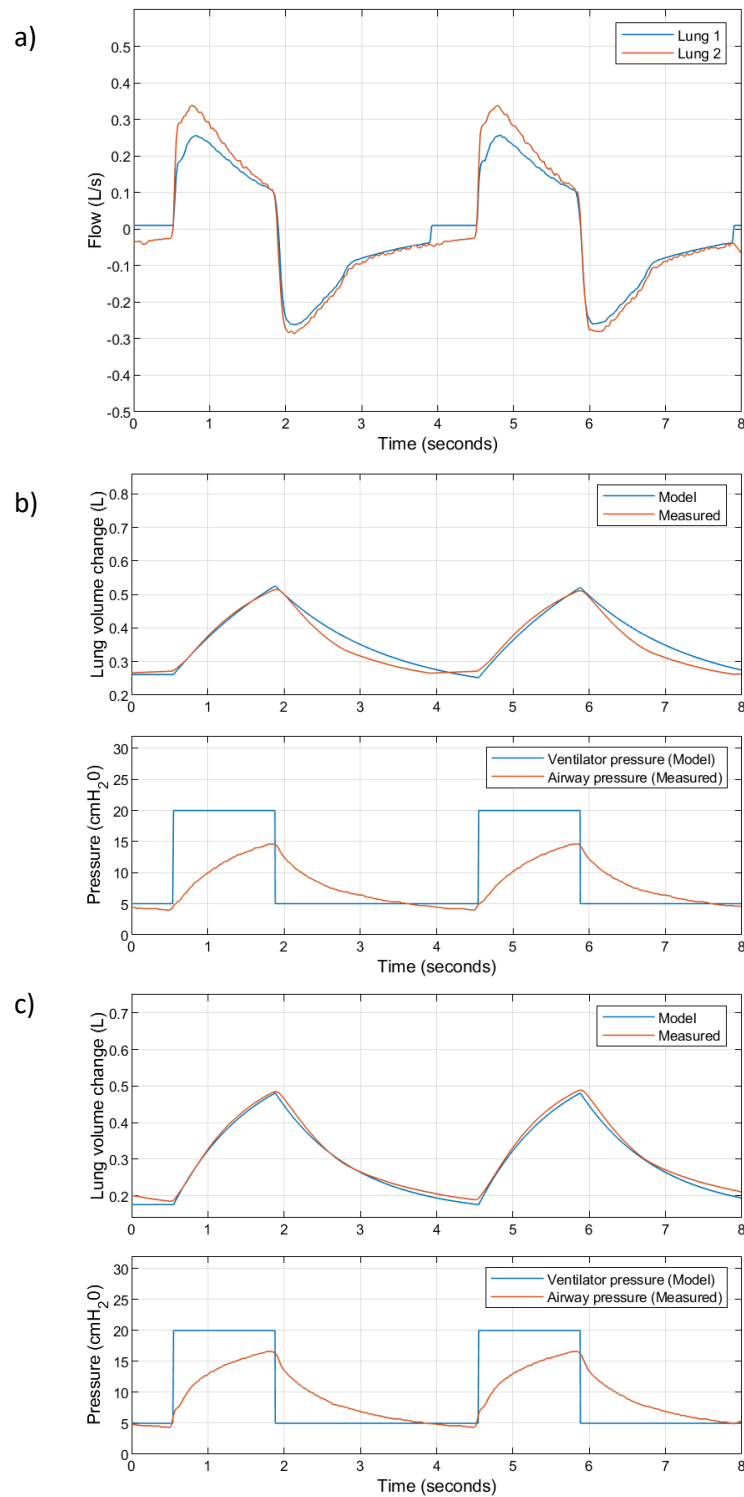 a)
Lung 1
Lung 2
0.5
0.4
0.3
0.2
0.1
0
-0.1
-0.2
-0.3
-0.4
-0.5
Flow (L/s)
0 1 2 3 4 5 6 7 8
Time (seconds)
b)
Model
Measured
0.8
0.7
0.6
0.5
0.4
0.3
0.2
Lung volume change (L)
0 1 2 3 4 5 6 7 8
Ventilator pressure (Model)
Airway pressure (Measured)
30
25
20
15
10
5
0
Pressure (cmH20)
0 1 2 3 4 5 6 7 8
Time (seconds)
c)
Model
Measured
0.7
0.6
0.5
0.4
0.3
0.2
Lung volume change (L)
0 1 2 3 4 5 6 7 8
Ventilator pressure (Model)
Airway pressure (Measured)
30
25
20
15
10
5
0
Pressure (cmH20)
0 1 2 3 4 5 6 7 8
Time (seconds)